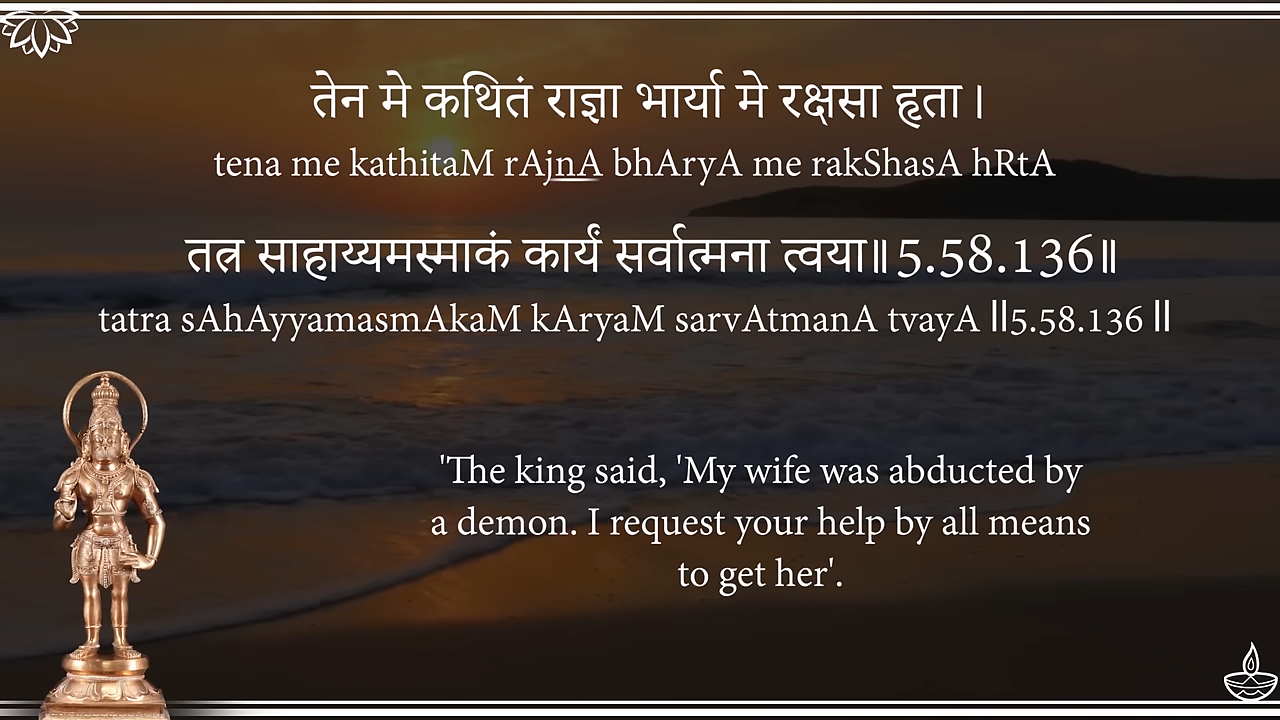 तेन मे कथितं राज्ञा भार्या मे रक्षसा हृता।
tena me kathitaM rAjnA bhAryA me rakShasA hRtA
तत्र साहाय्यमस्माकं कार्यं सर्वात्मना त्वया॥5.58.136॥
tatra sAhAyyamasmAkaM kAryaM sarvAtmanA tvayA ||5.58.136 ||
'The king said, 'My wife was abducted by
a demon. I request your help by all means
to get her'.